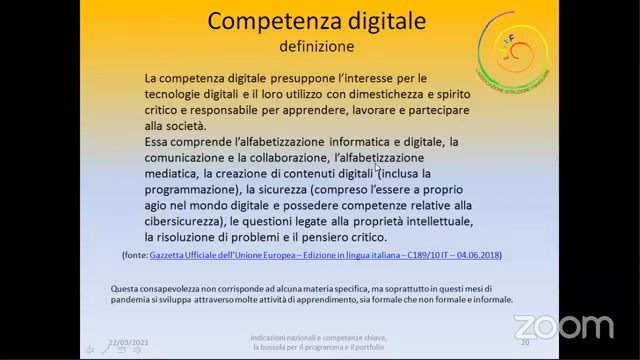 Competenza digitale
definizione
La competenza digitale presuppone l'interesse per le
tecnologie digitali e il loro utilizzo con dimestichezza e spirito
critico e responsabile per apprendere, lavorare e partecipare
alla società.
Essa comprende l'alfabetizzazione informatica e digitale, la
comunicazione e la collaborazione, l'alfabetizzazione
mediatica, la creazione di contenuti digitali (inclusa la
programmazione), la sicurezza (compreso l'essere a proprio
agio nel mondo digitale e possedere competenze relative alla
cibersicurezza), le questioni legate alla proprietà intellettuale,
la risoluzione di problemi e il pensiero critico.
(fonte: Gazzetta Ufficiale dell'Unione Europea – Edizione in lingua italiana – C189/10 IT – 04.06.2018)
Questa consapevolezza non corrisponde ad alcuna materia specifica, ma soprattutto in questi mesi di
pandemia si sviluppa attraverso molte attività di apprendimento, sia formale che non formale e informale.
22/03/2021
Indicazioni nazionali e competenze chiave,
la bussola per il programma e il portfolio
20
zoom